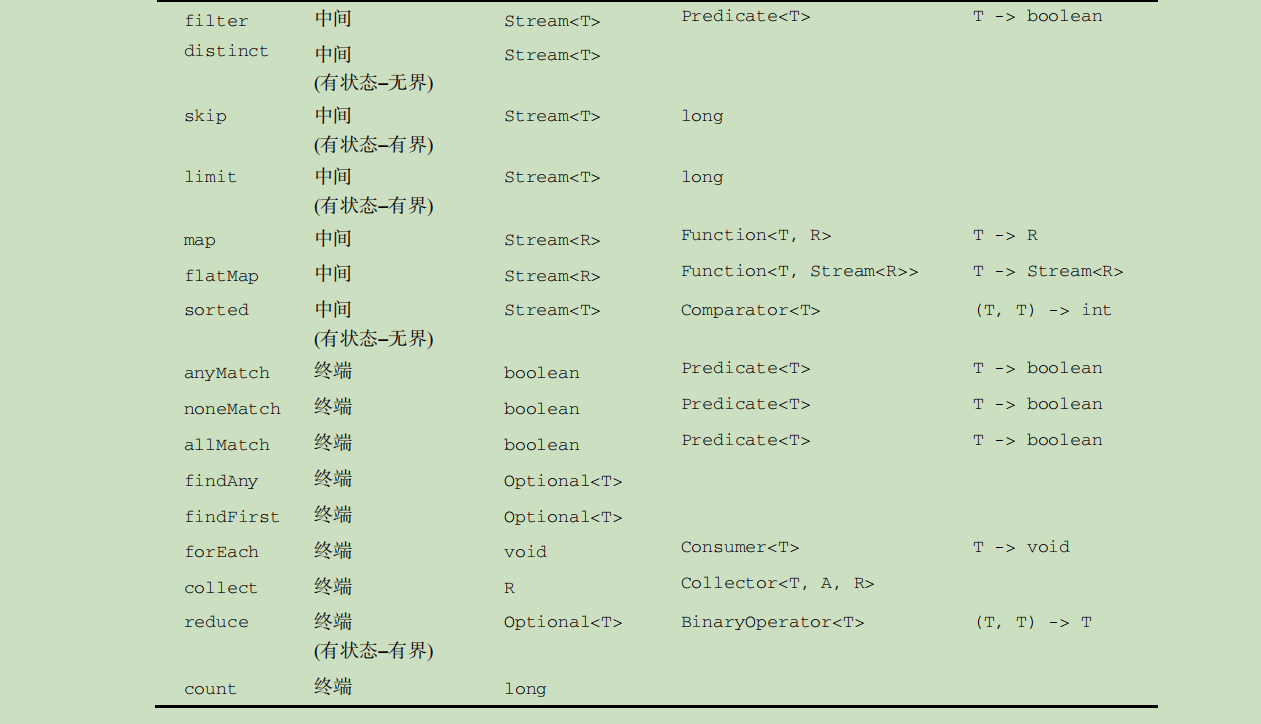 filter 中间 Stream<T> Predicate<T> T -> boolean
distinct 中间 Stream<T>
(有状态–无界)
skip 中间 Stream<T> long
(有状态–有界)
limit 中间 Stream<T> long
(有状态–有界)
map 中间 Stream<R> Function<T, R> T -> R
flatMap 中间 Stream<R> Function<T, Stream<R>> T -> Stream<R>
sorted 中间 Stream<T> Comparator<T> (T, T) -> int
(有状态–无界)
anyMatch 终端 boolean Predicate<T> T -> boolean
noneMatch 终端 boolean Predicate<T> T -> boolean
allMatch 终端 boolean Predicate<T> T -> boolean
findAny 终端 Optional<T>
findFirst 终端 Optional<T>
forEach 终端 void Consumer<T> T -> void
collect 终端 R Collector<T, A, R>
reduce 终端 Optional<T> BinaryOperator<T> (T, T) -> T
(有状态–有界)
count 终端 long